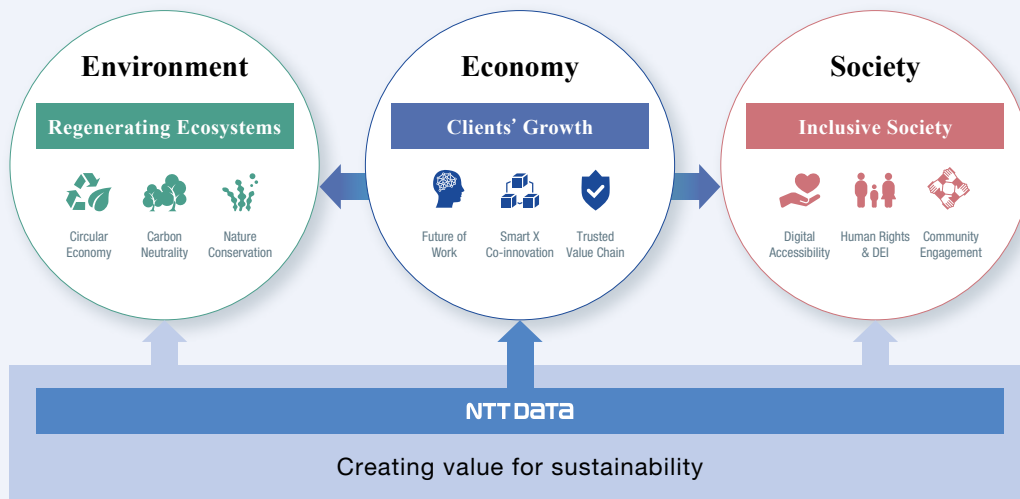 Environment
Regenerating Ecosystems
Circular
Economy
Carbon
Neutrality
Nature
Conservation
Economy
Clients’ Growth
Future of
Work
Smart X
Co-innovation
Trusted
Value Chain
Society
Inclusive Society
Digital
Accessibility
Human Rights
& DEI
Community
Engagement
NTT DATA
Creating value for sustainability